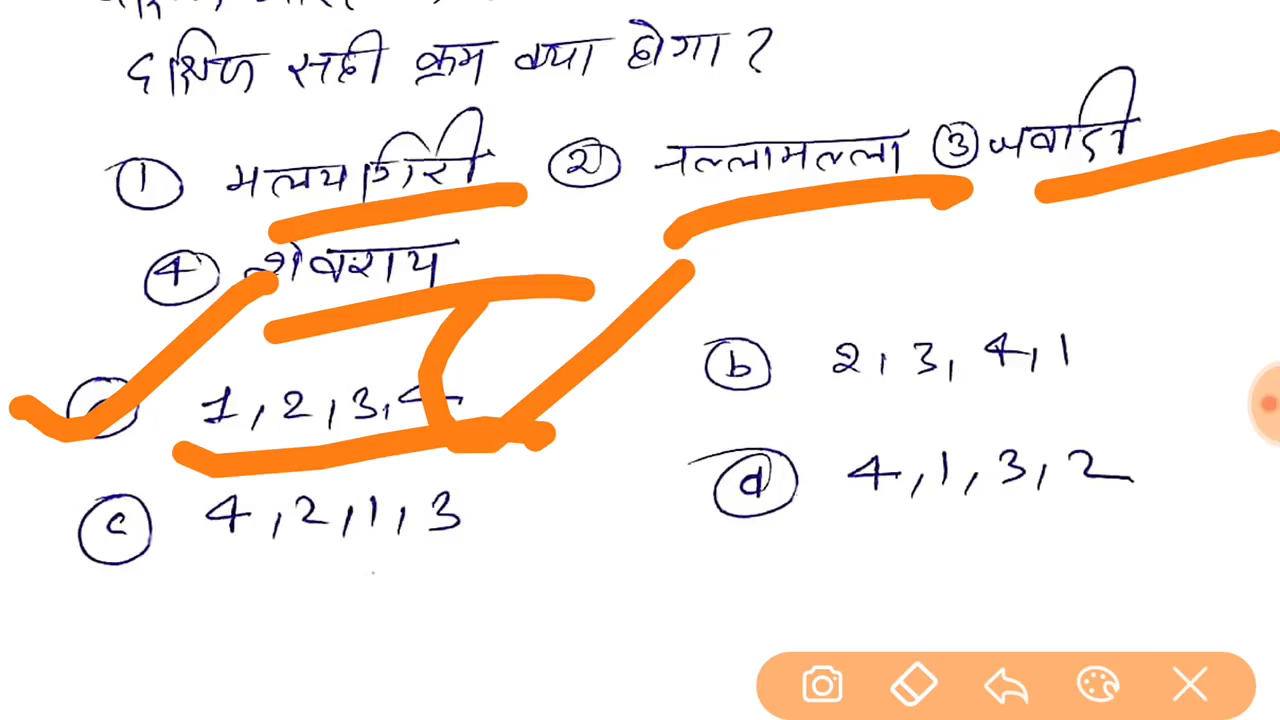 दक्षिण सही क्रम क्या होगा ?
① मलयगिरी ② नल्लामल्ला ③ जवादी
④ शेवराय
1, 2, 3, 4 ⓑ 2, 3, 4, 1
ⓒ 4, 2, 1, 3 ⓓ 4, 1, 3, 2